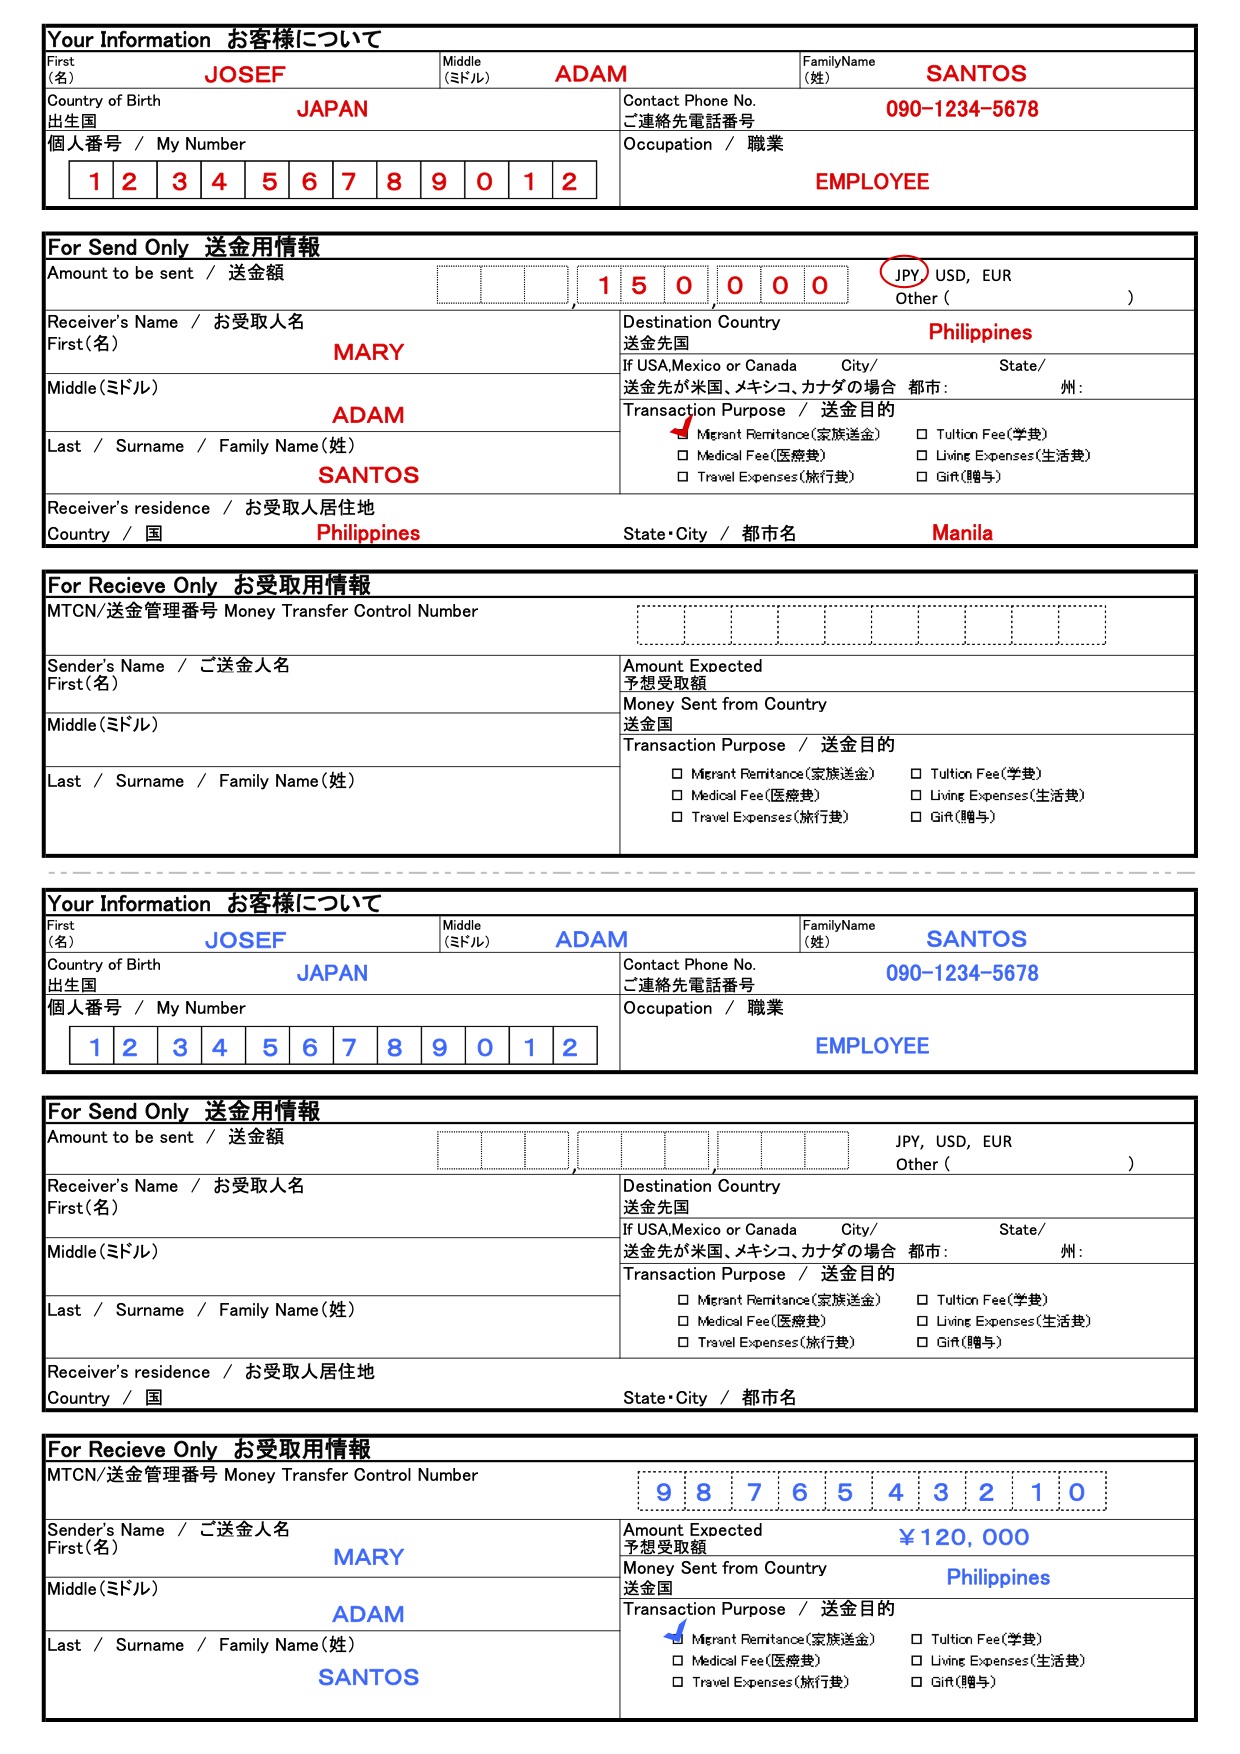 Your Information お客様について
First
（名） JOSEF
Middle
（ミドル） ADAM
FamilyName
（姓） SANTOS
Country of Birth
出生国 JAPAN
Contact Phone No.
ご連絡先電話番号 090-1234-5678
個人番号 / My Number
1 2 3 4 5 6 7 8 9 0 1 2
Occupation / 職業
EMPLOYEE
For Send Only 送金用情報
Amount to be sent / 送金額 , 1 5 0 , 0 0 0
JPY, USD, EUR
Other ( )
Receiver's Name / お受取人名
First（名） MARY
Middle（ミドル）
ADAM
Last / Surname / Family Name（姓）
SANTOS
Destination Country
送金先国 Philippines
If USA,Mexico or Canada City/ State/
送金先が米国、メキシコ、カナダの場合 都市： 州：
Transaction Purpose / 送金目的
☑ Migrant Remitance（家族送金） □ Tultion Fee（学費）
□ Medical Fee（医療費） □ Living Expenses（生活費）
□ Travel Expenses（旅行費） □ Gift（贈与）
Receiver's residence / お受取人居住地
Country / 国 Philippines State・City / 都市名 Manila
For Recieve Only お受取用情報
MTCN/送金管理番号 Money Transfer Control Number
Sender's Name / ご送金人名
First（名）
Middle（ミドル）
Last / Surname / Family Name（姓）
Amount Expected
予想受取額
Money Sent from Country
送金国
Transaction Purpose / 送金目的
□ Migrant Remitance（家族送金） □ Tultion Fee（学費）
□ Medical Fee（医療費） □ Living Expenses（生活費）
□ Travel Expenses（旅行費） □ Gift（贈与）
Your Information お客様について
First
（名） JOSEF
Middle
（ミドル） ADAM
FamilyName
（姓） SANTOS
Country of Birth
出生国 JAPAN
Contact Phone No.
ご連絡先電話番号 090-1234-5678
個人番号 / My Number
1 2 3 4 5 6 7 8 9 0 1 2
Occupation / 職業
EMPLOYEE
For Send Only 送金用情報
Amount to be sent / 送金額 , ,
JPY, USD, EUR
Other ( )
Receiver's Name / お受取人名
First（名）
Middle（ミドル）
Last / Surname / Family Name（姓）
Destination Country
送金先国
If USA,Mexico or Canada City/ State/
送金先が米国、メキシコ、カナダの場合 都市： 州：
Transaction Purpose / 送金目的
□ Migrant Remitance（家族送金） □ Tultion Fee（学費）
□ Medical Fee（医療費） □ Living Expenses（生活費）
□ Travel Expenses（旅行費） □ Gift（贈与）
Receiver's residence / お受取人居住地
Country / 国 State・City / 都市名
For Recieve Only お受取用情報
MTCN/送金管理番号 Money Transfer Control Number
9 8 7 6 5 4 3 2 1 0
Sender's Name / ご送金人名
First（名） MARY
Middle（ミドル）
ADAM
Last / Surname / Family Name（姓）
SANTOS
Amount Expected
予想受取額 ￥120,000
Money Sent from Country
送金国 Philippines
Transaction Purpose / 送金目的
☑ Migrant Remitance（家族送金） □ Tultion Fee（学費）
□ Medical Fee（医療費） □ Living Expenses（生活費）
□ Travel Expenses（旅行費） □ Gift（贈与）